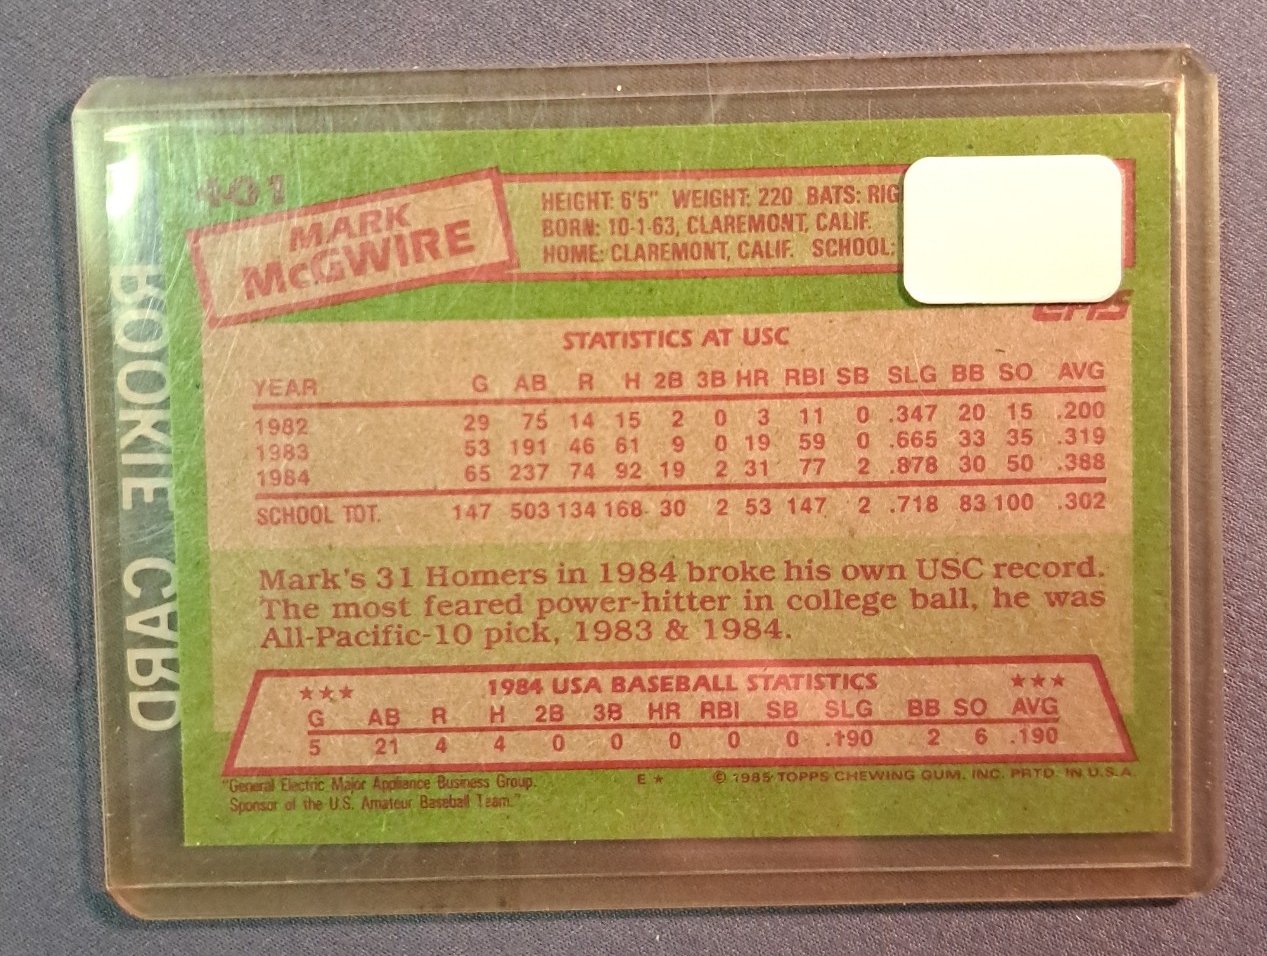 401
MARK
McGWIRE
HEIGHT: 6'5" WEIGHT: 220 BATS: RIG
BORN: 10-1-63, CLAREMONT, CALIF.
HOME: CLAREMONT, CALIF. SCHOOL:
STATISTICS AT USC
YEAR G AB R H 2B 3B HR RBI SB SLG BB SO AVG
1982 29 75 14 15 2 0 3 11 0 .347 20 15 .200
1983 53 191 46 61 9 0 19 59 0 .665 33 35 .319
1984 65 237 74 92 19 2 31 77 2 .878 30 50 .388
SCHOOL TOT. 147 503 134 168 30 2 53 147 2 .718 83 100 .302
Mark's 31 Homers in 1984 broke his own USC record.
The most feared power-hitter in college ball, he was
All-Pacific-10 pick, 1983 & 1984.
★★★ 1984 USA BASEBALL STATISTICS ★★★
G AB R H 2B 3B HR RBI SB SLG BB SO AVG
5 21 4 4 0 0 0 0 0 .190 2 6 .190
"General Electric Major Appliance Business Group.
Sponsor of the U.S. Amateur Baseball Team."
E★ © 1985 TOPPS CHEWING GUM, INC. PRTD. IN U.S.A
ROOKIE CARD